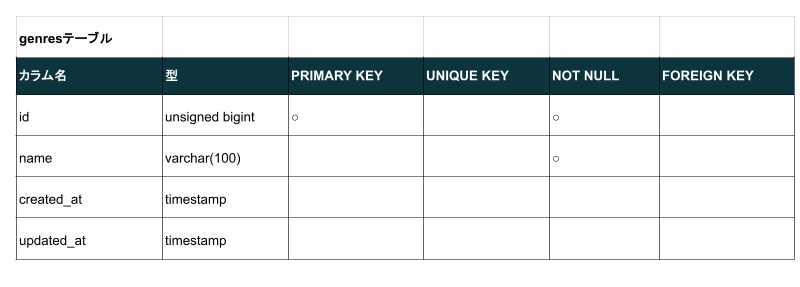 genresテーブル
カラム名 型 PRIMARY KEY UNIQUE KEY NOT NULL FOREIGN KEY
id unsigned bigint ○ ○
name varchar(100) ○
created_at timestamp
updated_at timestamp